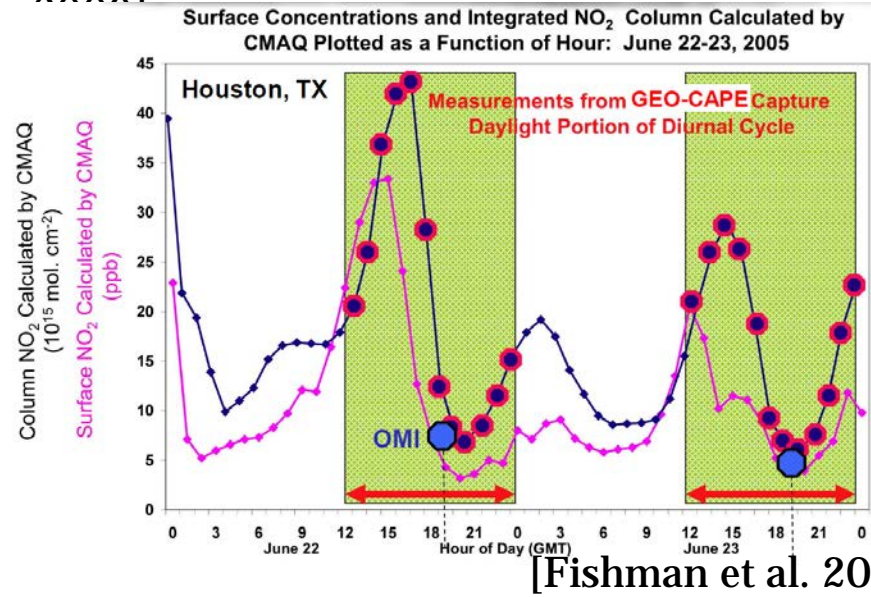 Surface Concentrations and Integrated NO₂ Column Calculated by
CMAQ Plotted as a Function of Hour: June 22-23, 2005
Column NO₂ Calculated by CMAQ
(10¹⁵ mol. cm⁻²)
Surface NO₂ Calculated by CMAQ
(ppb)
45
40
35
30
25
20
15
10
5
0
Houston, TX
Measurements from GEO-CAPE Capture
Daylight Portion of Diurnal Cycle
OMI
0 3 6 9 12 15 18 21 0 3 6 9 12 15 18 21 0
June 22 Hour of Day (GMT) June 23
[Fishman et al. 20